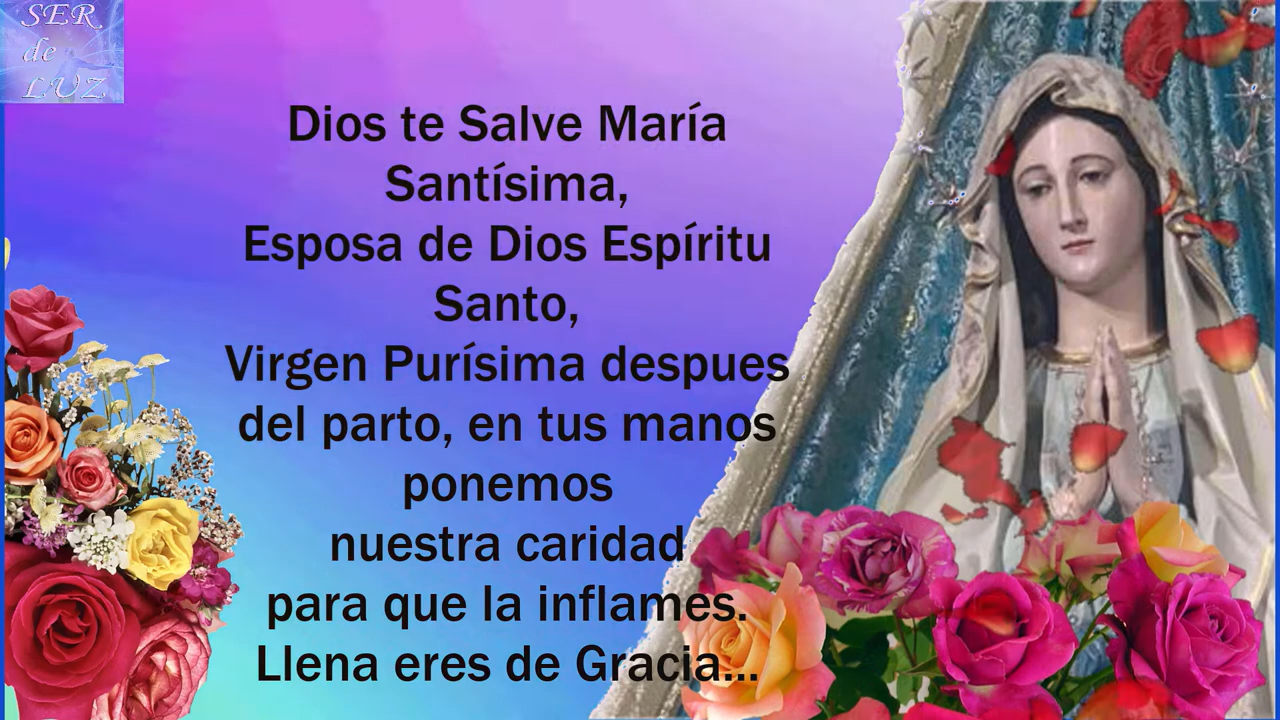 SER
de
LUZ
Dios te Salve María
Santísima,
Esposa de Dios Espíritu
Santo,
Virgen Purísima despues
del parto, en tus manos
ponemos
nuestra caridad
para que la inflames.
Llena eres de Gracia...